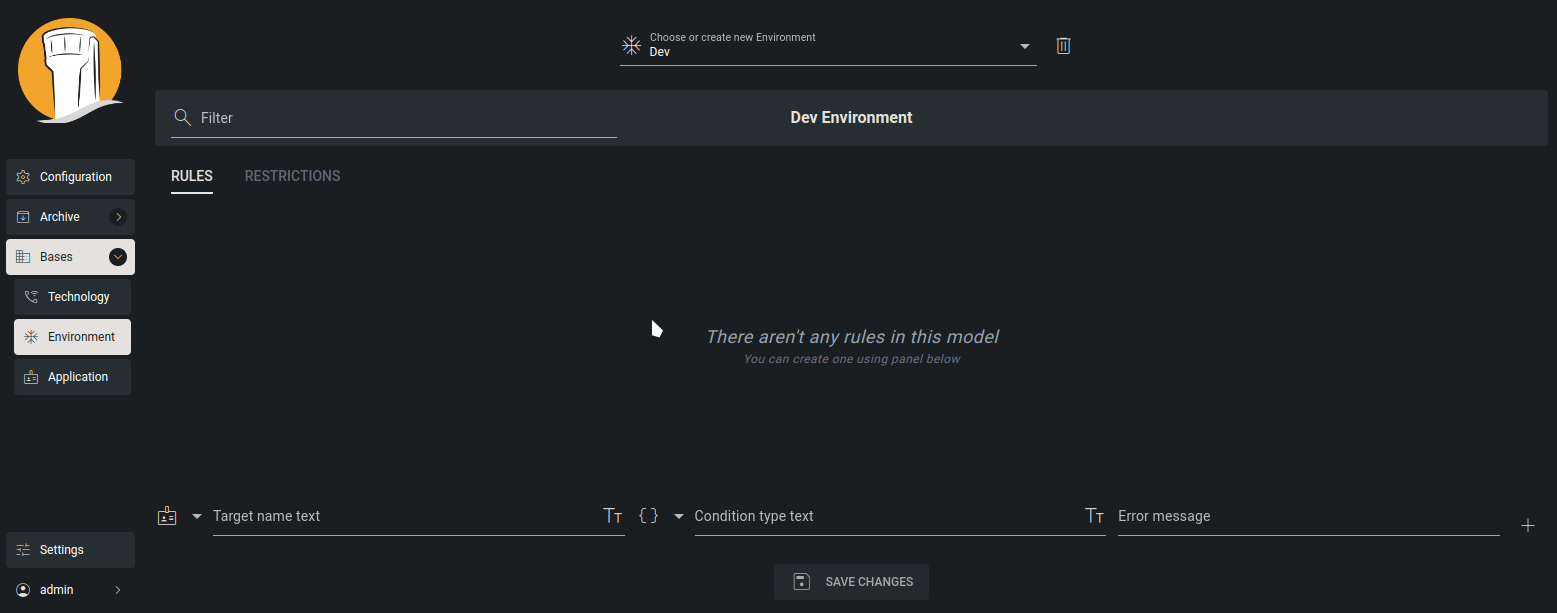 Choose or create new Environment
Dev
Filter
Dev Environment
Configuration
Archive
Bases
Technology
Environment
Application
Settings
admin
RULES RESTRICTIONS
There aren't any rules in this model
You can create one using panel below
Target name text
Tт
{ }
Condition type text
Tт
Error message
SAVE CHANGES